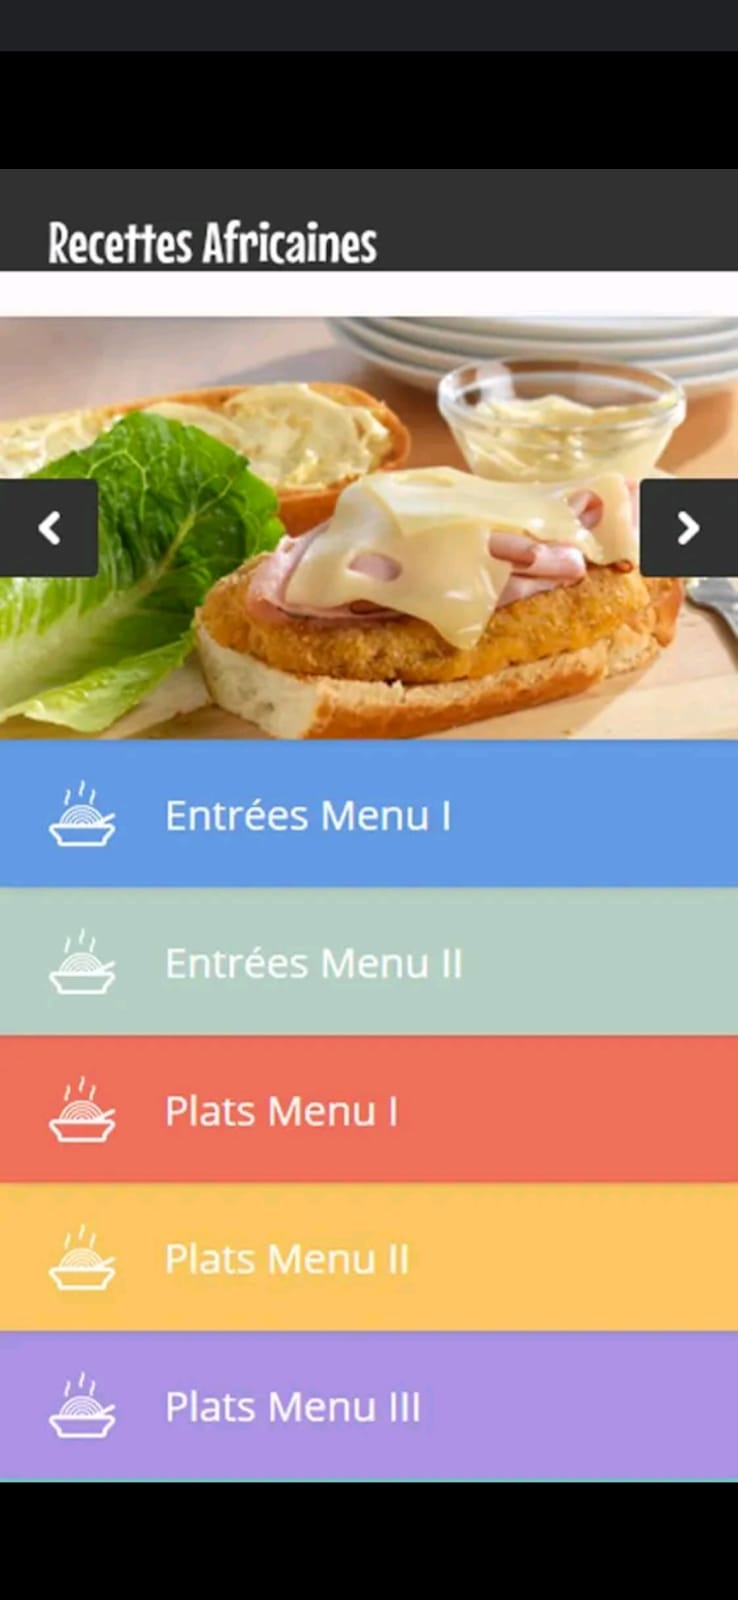 Recettes Africaines
Entrées Menu I
Entrées Menu II
Plats Menu I
Plats Menu II
Plats Menu III